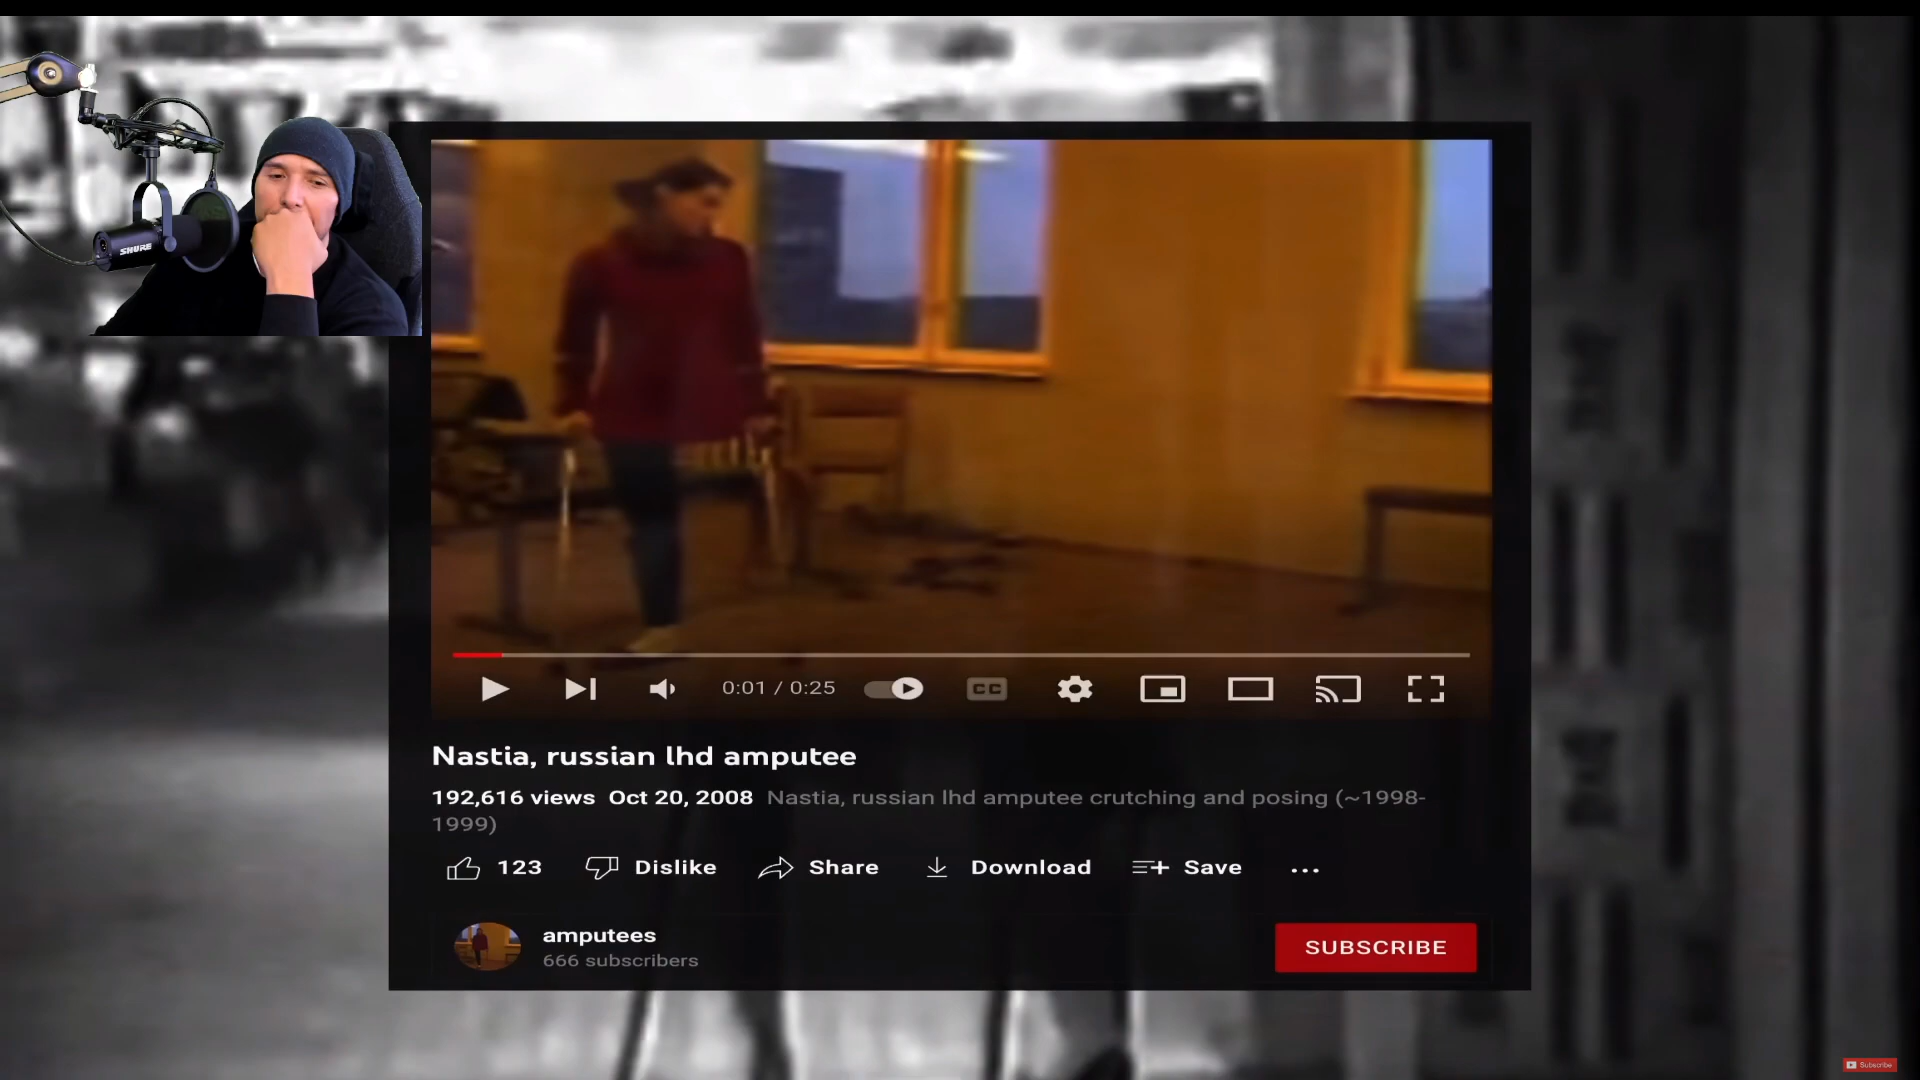 SHURE
0:01 / 0:25
CC
Nastia, russian lhd amputee
192,616 views Oct 20, 2008 Nastia, russian lhd amputee crutching and posing (~1998-
1999)
123 Dislike Share Download Save ...
amputees
666 subscribers
SUBSCRIBE
Subscribe